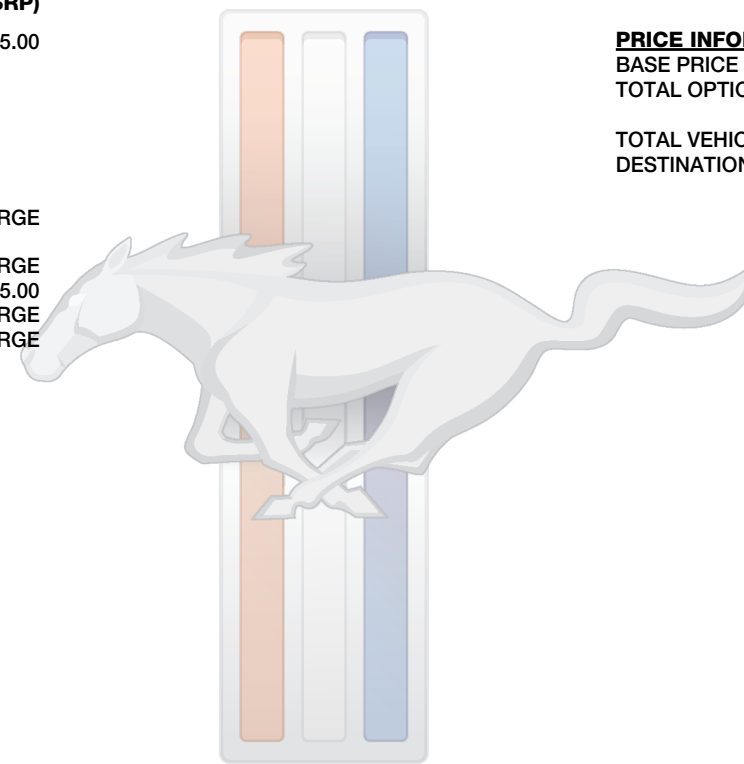 SRP)
5.00
RGE
RGE
5.00
RGE
RGE
PRICE INFO
BASE PRICE
TOTAL OPTIO
TOTAL VEHIC
DESTINATION